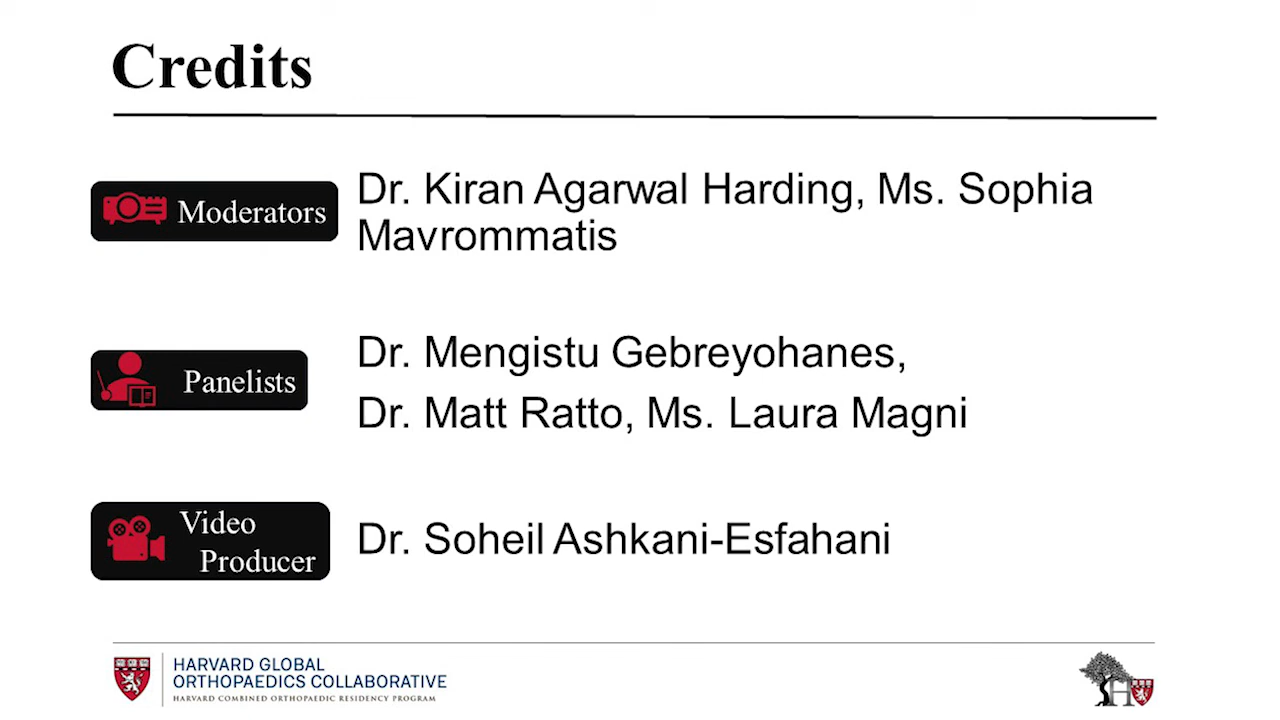 Credits
Moderators
Dr. Kiran Agarwal Harding, Ms. Sophia
Mavrommatis
Panelists
Dr. Mengistu Gebreyohanes,
Dr. Matt Ratto, Ms. Laura Magni
Video
Producer
Dr. Soheil Ashkani-Esfahani
HARVARD GLOBAL
ORTHOPAEDICS COLLABORATIVE
HARVARD COMBINED ORTHOPAEDIC RESIDENCY PROGRAM
H